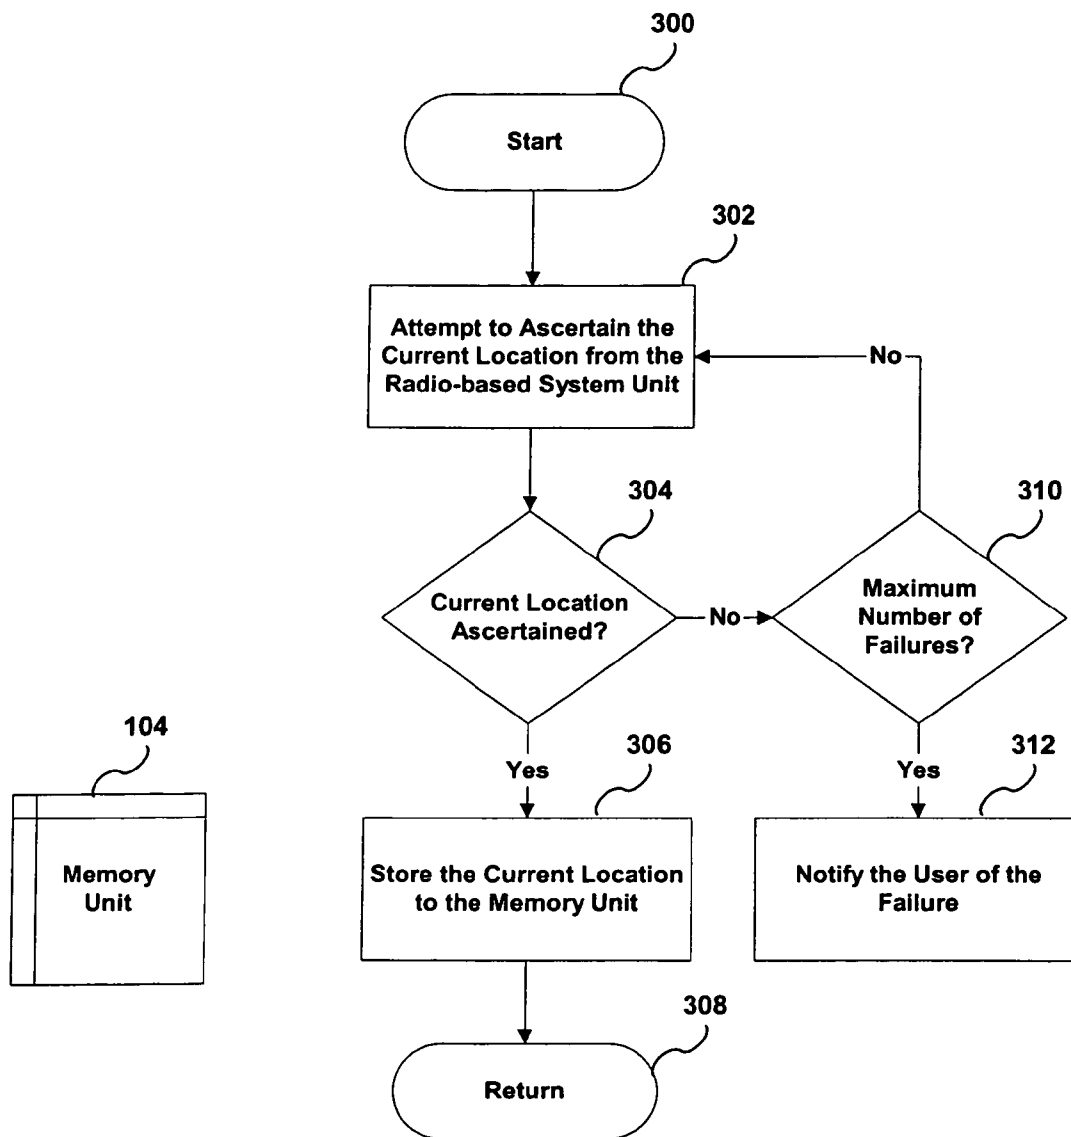 300
Start
302
Attempt to Ascertain the
Current Location from the
Radio-based System Unit
No
304
Current Location
Ascertained?
No
310
Maximum
Number of
Failures?
104
Memory
Unit
Yes
306
Store the Current Location
to the Memory Unit
Yes
312
Notify the User of the
Failure
308
Return